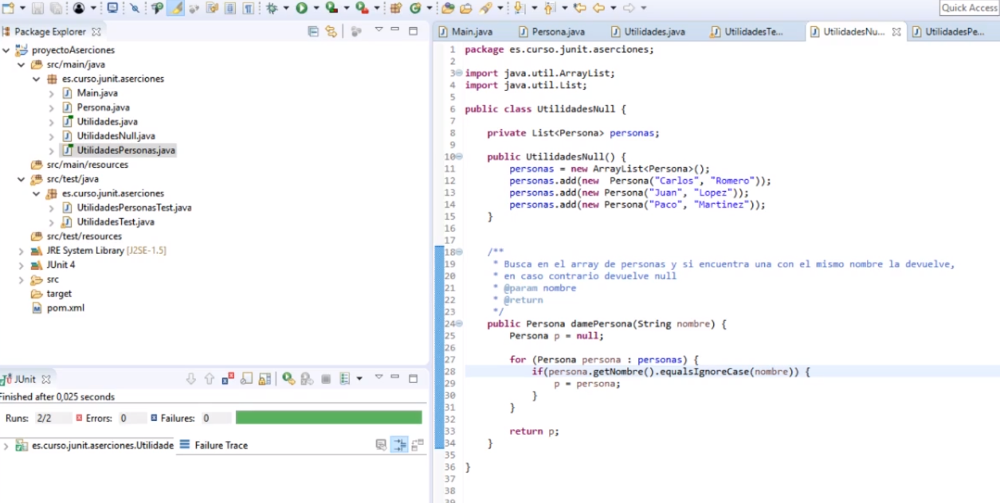 Quick Access
Package Explorer
proyectoAserciones
src/main/java
es.curso.junit.aserciones
Main.java
Persona.java
Utilidades.java
UtilidadesNull.java
UtilidadesPersonas.java
src/main/resources
src/test/java
es.curso.junit.aserciones
UtilidadesPersonasTest.java
UtilidadesTest.java
src/test/resources
JRE System Library [J2SE-1.5]
JUnit 4
src
target
pom.xml
JUnit
Finished after 0,025 seconds
Runs: 2/2 Errors: 0 Failures: 0
es.curso.junit.aserciones.Utilidade Failure Trace
Main.java Persona.java Utilidades.java UtilidadesTe... UtilidadesNu... UtilidadesPe...
1 package es.curso.junit.aserciones;
2
3 import java.util.ArrayList;
4 import java.util.List;
5
6 public class UtilidadesNull {
7
8 private List<Persona> personas;
9
10 public UtilidadesNull() {
11 personas = new ArrayList<Persona>();
12 personas.add(new  Persona("Carlos", "Romero"));
13 personas.add(new Persona("Juan", "Lopez"));
14 personas.add(new Persona("Paco", "Martinez"));
15 }
16
17
18 /**
19 * Busca en el array de personas y si encuentra una con el mismo nombre la devuelve,
20 * en caso contrario devuelve null
21 * @param nombre
22 * @return
23 */
24 public Persona damePersona(String nombre) {
25 Persona p = null;
26
27 for (Persona persona : personas) {
28 if(persona.getNombre().equalsIgnoreCase(nombre)) {
29 p = persona;
30 }
31 }
32
33 return p;
34 }
35
36 }
37
38
39